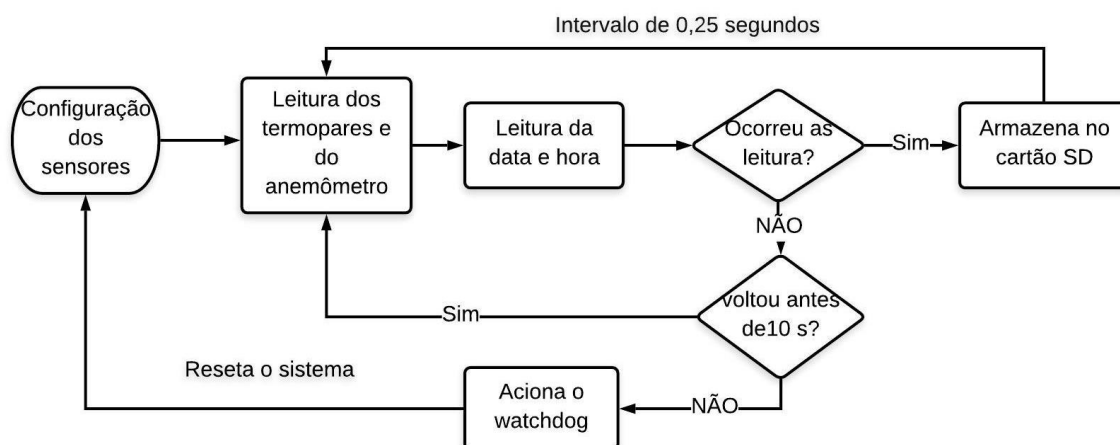 Intervalo de 0,25 segundos
Configuração
dos
sensores
Leitura dos
termopares e
do
anemômetro
Leitura da
data e hora
Ocorreu as
leitura?
Sim
Armazena no
cartão SD
NÃO
voltou antes
de10 s?
Sim
NÃO
Aciona o
watchdog
Reseta o sistema